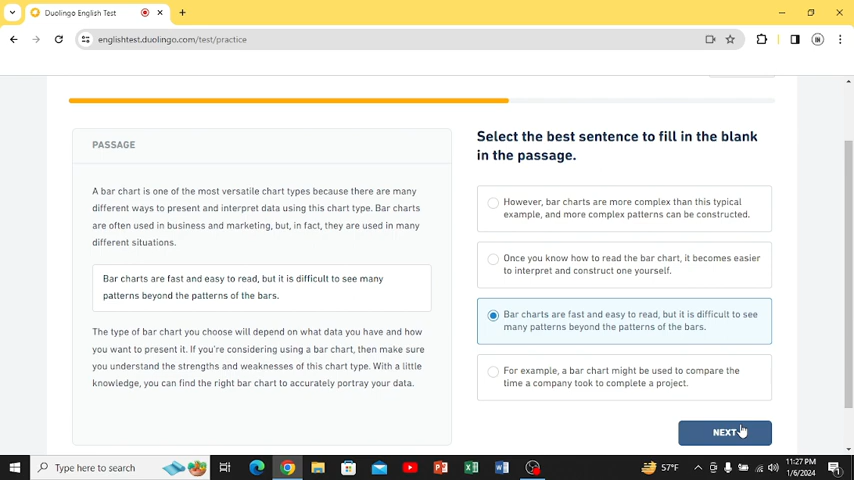 Duolingo English Test
englishtest.duolingo.com/test/practice
PASSAGE
A bar chart is one of the most versatile chart types because there are many
different ways to present and interpret data using this chart type. Bar charts
are often used in business and marketing, but, in fact, they are used in many
different situations.
Bar charts are fast and easy to read, but it is difficult to see many
patterns beyond the patterns of the bars.
The type of bar chart you choose will depend on what data you have and how
you want to present it. If you're considering using a bar chart, then make sure
you understand the strengths and weaknesses of this chart type. With a little
knowledge, you can find the right bar chart to accurately portray your data.
Select the best sentence to fill in the blank
in the passage.
However, bar charts are more complex than this typical
example, and more complex patterns can be constructed.
Once you know how to read the bar chart, it becomes easier
to interpret and construct one yourself.
Bar charts are fast and easy to read, but it is difficult to see
many patterns beyond the patterns of the bars.
For example, a bar chart might be used to compare the
time a company took to complete a project.
NEXT
Type here to search
57°F
11:27 PM
1/6/2024